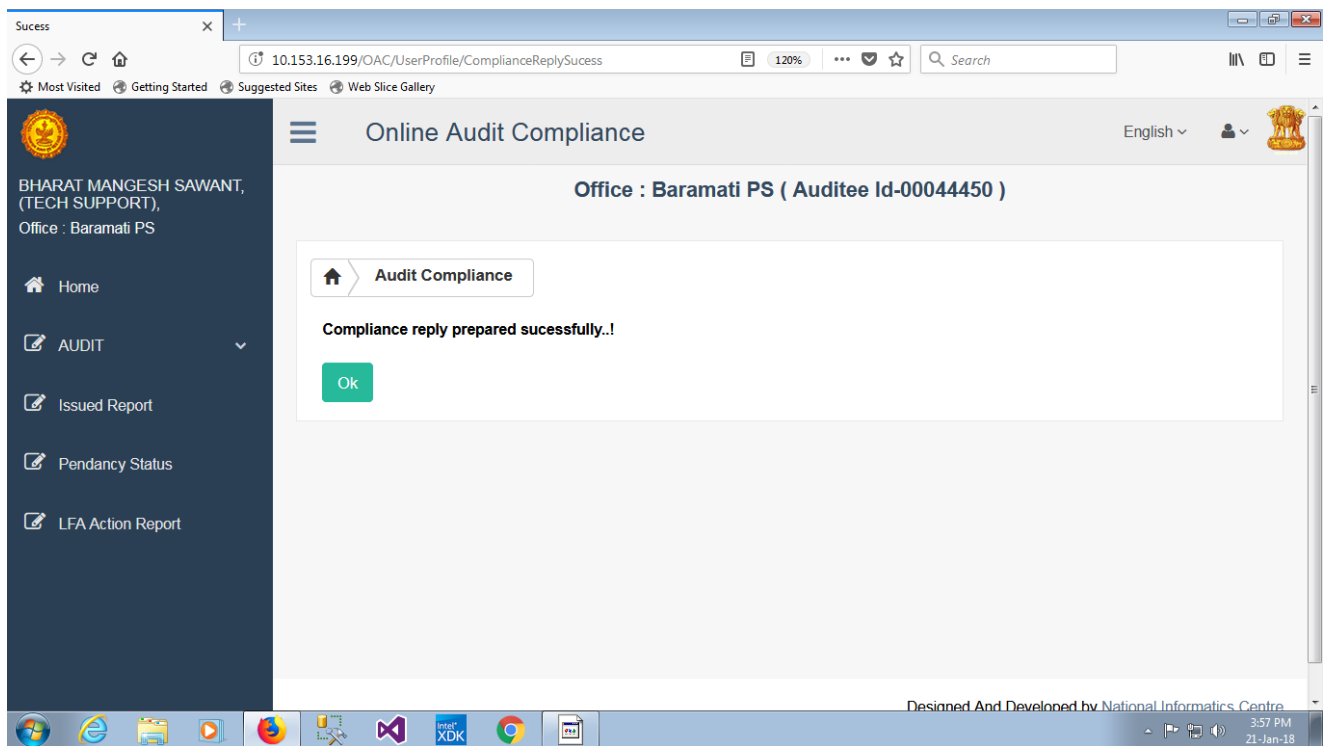 Sucess
10.153.16.199/OAC/UserProfile/ComplianceReplySucess
120%
Search
Most Visited
Getting Started
Suggested Sites
Web Slice Gallery
Online Audit Compliance
English
BHARAT MANGESH SAWANT,
(TECH SUPPORT),
Office : Baramati PS
Office : Baramati PS ( Auditee Id-00044450 )
Home
AUDIT
Issued Report
Pendancy Status
LFA Action Report
Audit Compliance
Compliance reply prepared sucessfully..!
Ok
Designed And Developed by National Informatics Centre
intel
XDK
3:57 PM
21-Jan-18